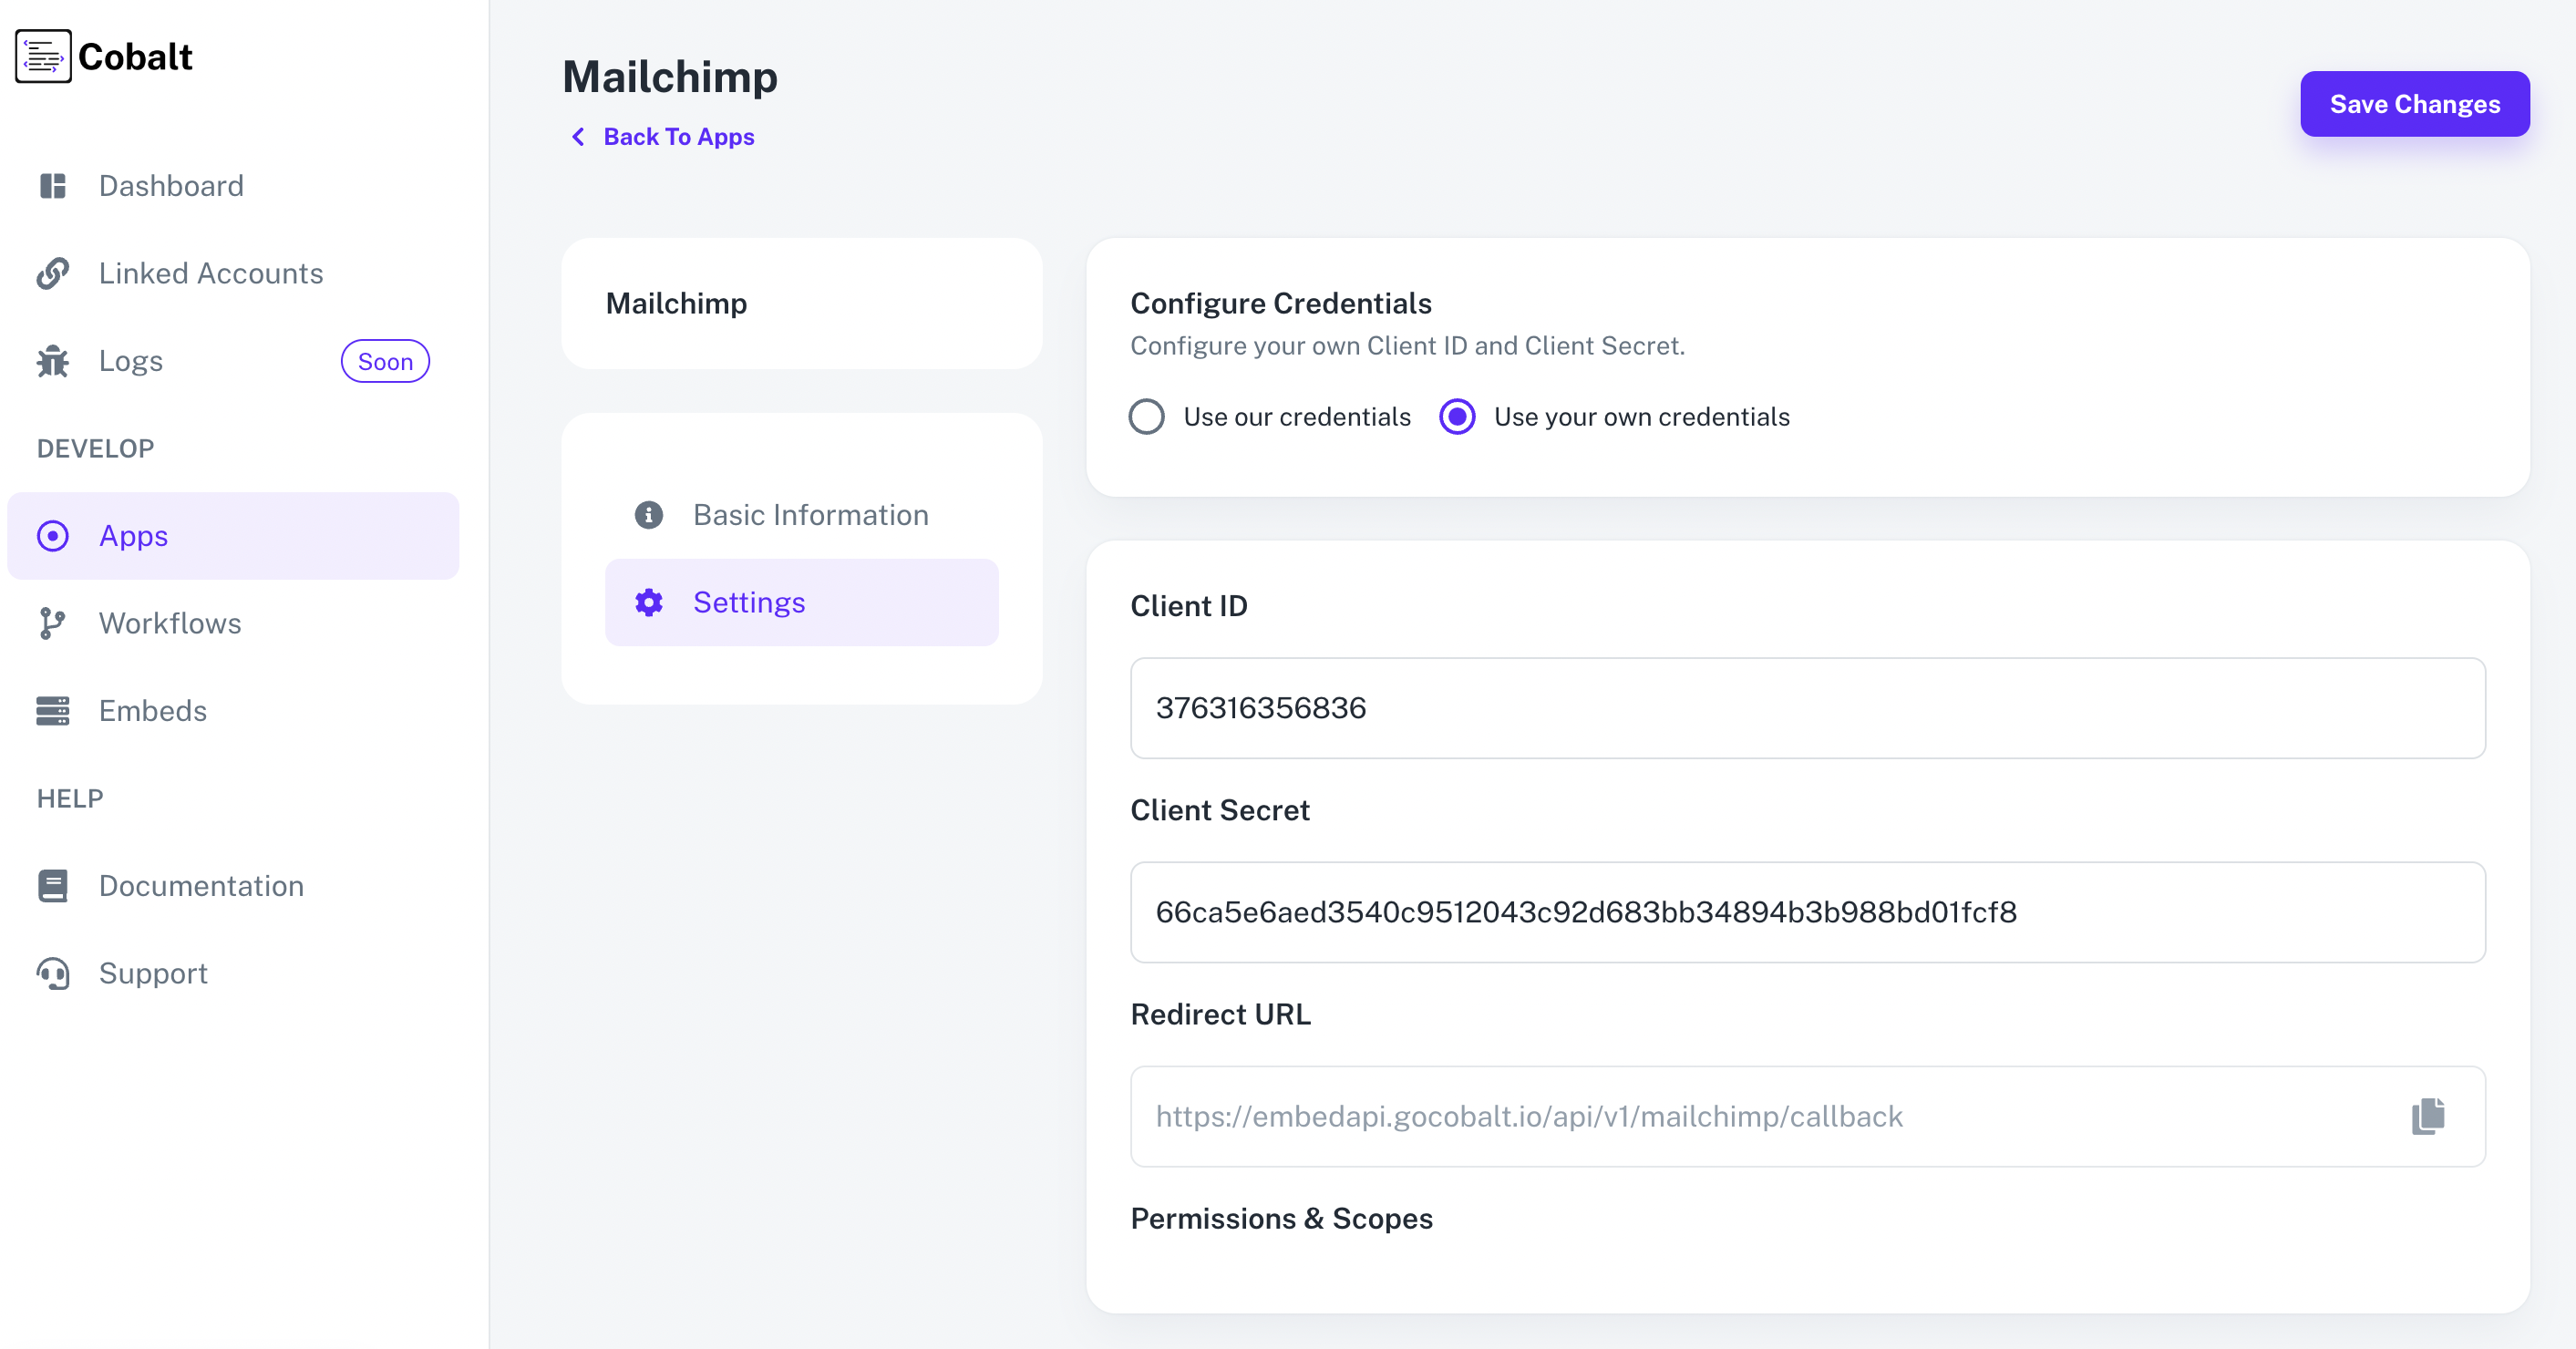 Cobalt
Dashboard
Linked Accounts
Logs
Soon
DEVELOP
Apps
Workflows
Embeds
HELP
Documentation
Support
Mailchimp
Back To Apps
Save Changes
Mailchimp
Basic Information
Settings
Configure Credentials
Configure your own Client ID and Client Secret.
Use our credentials
Use your own credentials
Client ID
376316356836
Client Secret
66ca5e6aed3540c9512043c92d683bb34894b3b988bd01fcf8
Redirect URL
https://embedapi.gocobalt.io/api/v1/mailchimp/callback
Permissions & Scopes